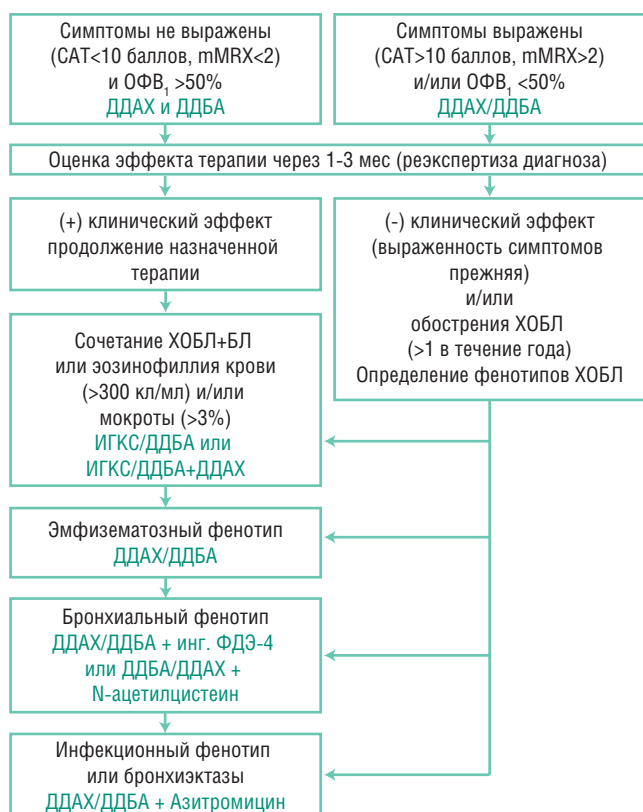 Симптомы не выражены
(CAT<10 баллов, mMRX<2)
и ОФВ₁ >50%
ДДАХ и ДДБА
Симптомы выражены
(CAT>10 баллов, mMRX>2)
и/или ОФВ₁ <50%
ДДАХ/ДДБА
Оценка эффекта терапии через 1-3 мес (реэкспертиза диагноза)
(+) клинический эффект
продолжение назначенной
терапии
(-) клинический эффект
(выраженность симптомов
прежняя)
и/или
обострения ХОБЛ
(>1 в течение года)
Определение фенотипов ХОБЛ
Сочетание ХОБЛ+БЛ
или эозинофиллия крови
(>300 кл/мл) и/или
мокроты (>3%)
ИГКС/ДДБА или
ИГКС/ДДБА+ДДАХ
Эмфизематозный фенотип
ДДАХ/ДДБА
Бронхиальный фенотип
ДДАХ/ДДБА + инг. ФДЭ-4
или ДДБА/ДДАХ +
N-ацетилцистеин
Инфекционный фенотип
или бронхиэктазы
ДДАХ/ДДБА + Азитромицин